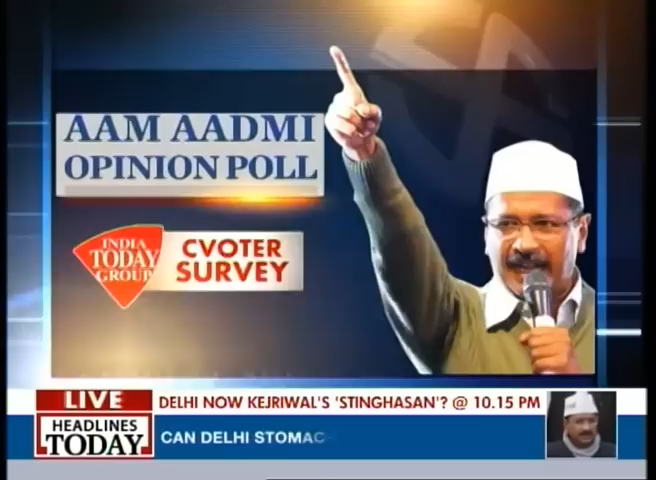 AAM AADMI
OPINION POLL
INDIA
TODAY
GROUP
CVOTER
SURVEY
LIVE
DELHI NOW KEJRIWAL'S 'STINGHASAN'? @ 10.15 PM
HEADLINES
TODAY
CAN DELHI STOMAC